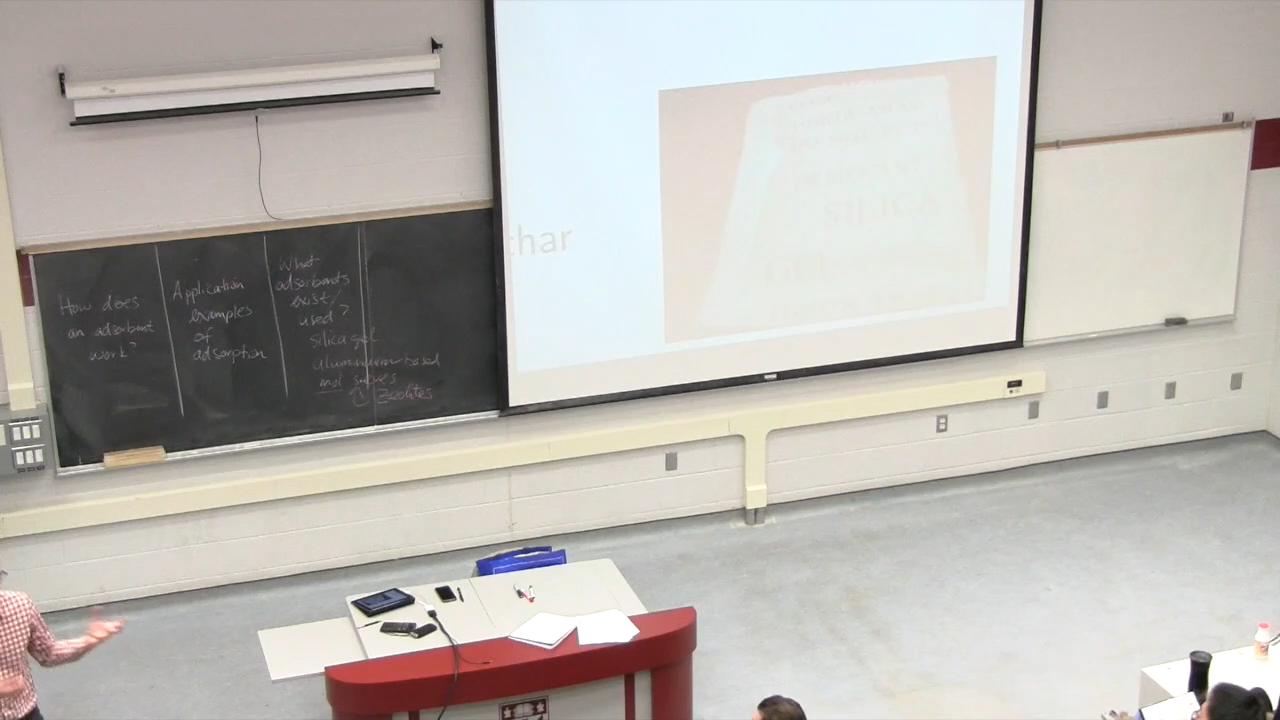 How does
an adsorbent
work?
Application
examples
of
adsorption
What
adsorbents
exist/
used?
silica gel
aluminum-based
mol sieves
zeolites
char
SILICA